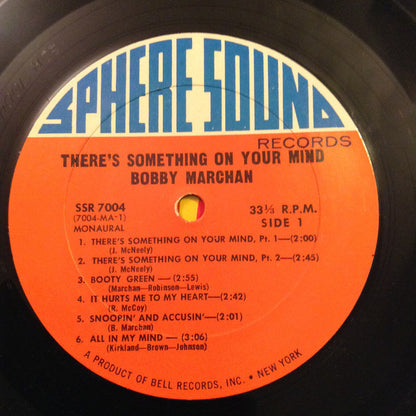 SPHERE SOUND
RECORDS
THERE'S SOMETHING ON YOUR MIND
BOBBY MARCHAN
SSR 7004
(7004-MA-1)
MONAURAL
33⅓ R.P.M.
SIDE 1
1. THERE'S SOMETHING ON YOUR MIND, Pt. 1—(2:00)
(J. McNeely)
2. THERE'S SOMETHING ON YOUR MIND, Pt. 2—(2:45)
(J. McNeely)
3. BOOTY GREEN—(2:55)
(Marchan—Robinson—Lewis)
4. IT HURTS ME TO MY HEART—(2:42)
(R. McCoy)
5. SNOOPIN' AND ACCUSIN'—(2:01)
(B. Marchan)
6. ALL IN MY MIND—(3:06)
(Kirkland—Brown—Johnson)
A PRODUCT OF BELL RECORDS, INC. • NEW YORK